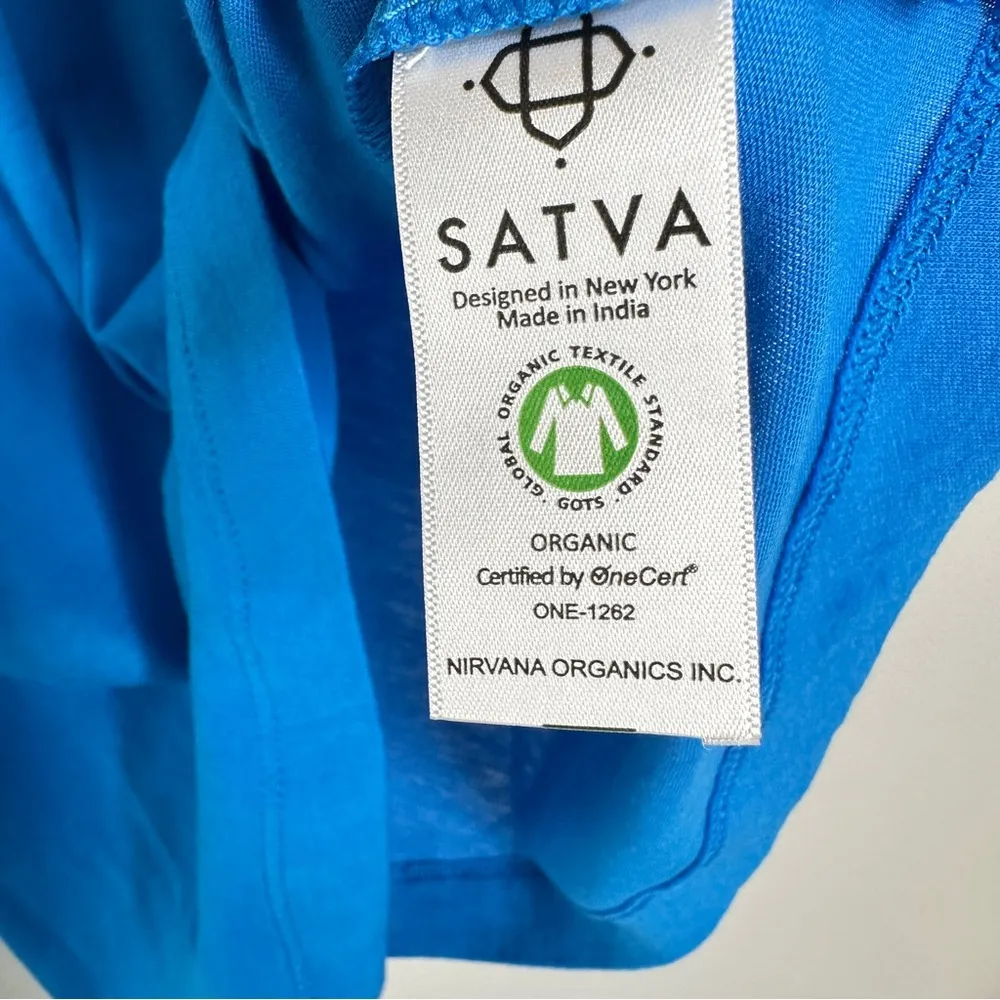 SATVA
Designed in New York
Made in India
GLOBAL ORGANIC TEXTILE STANDARD · GOTS ·
ORGANIC
Certified by OneCert®
ONE-1262
NIRVANA ORGANICS INC.